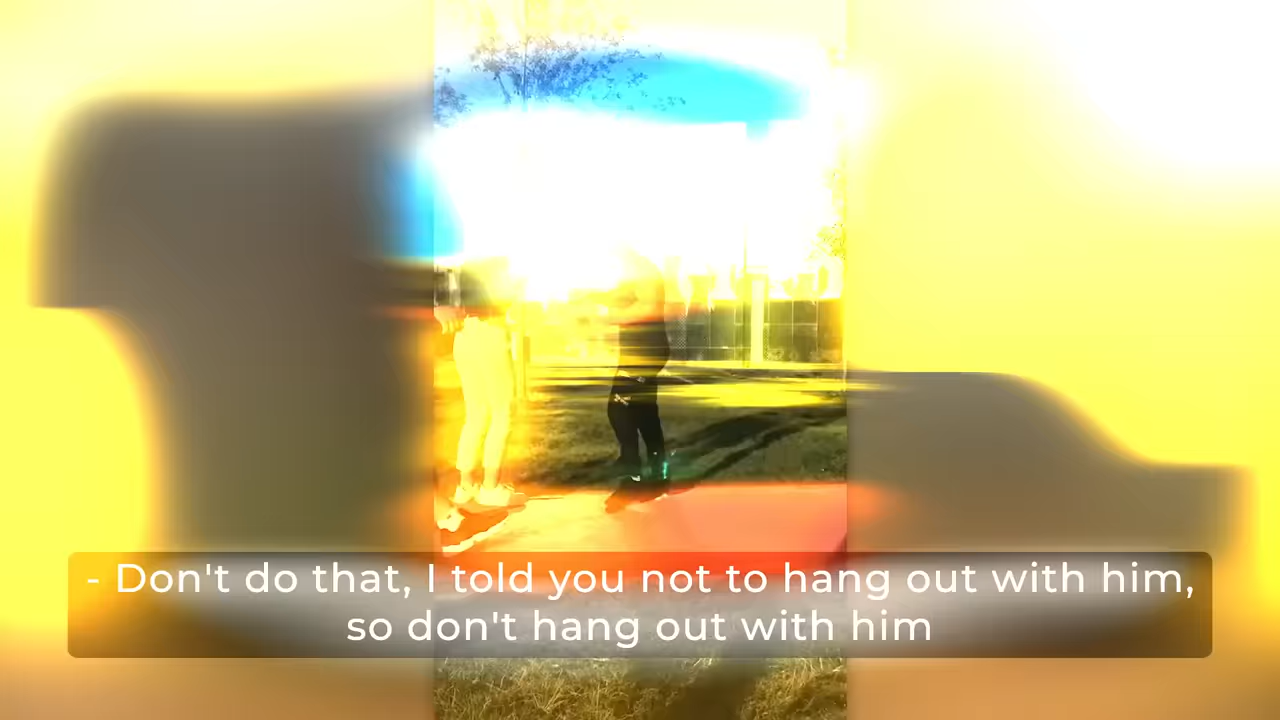 - Don't do that, I told you not to hang out with him,
so don't hang out with him